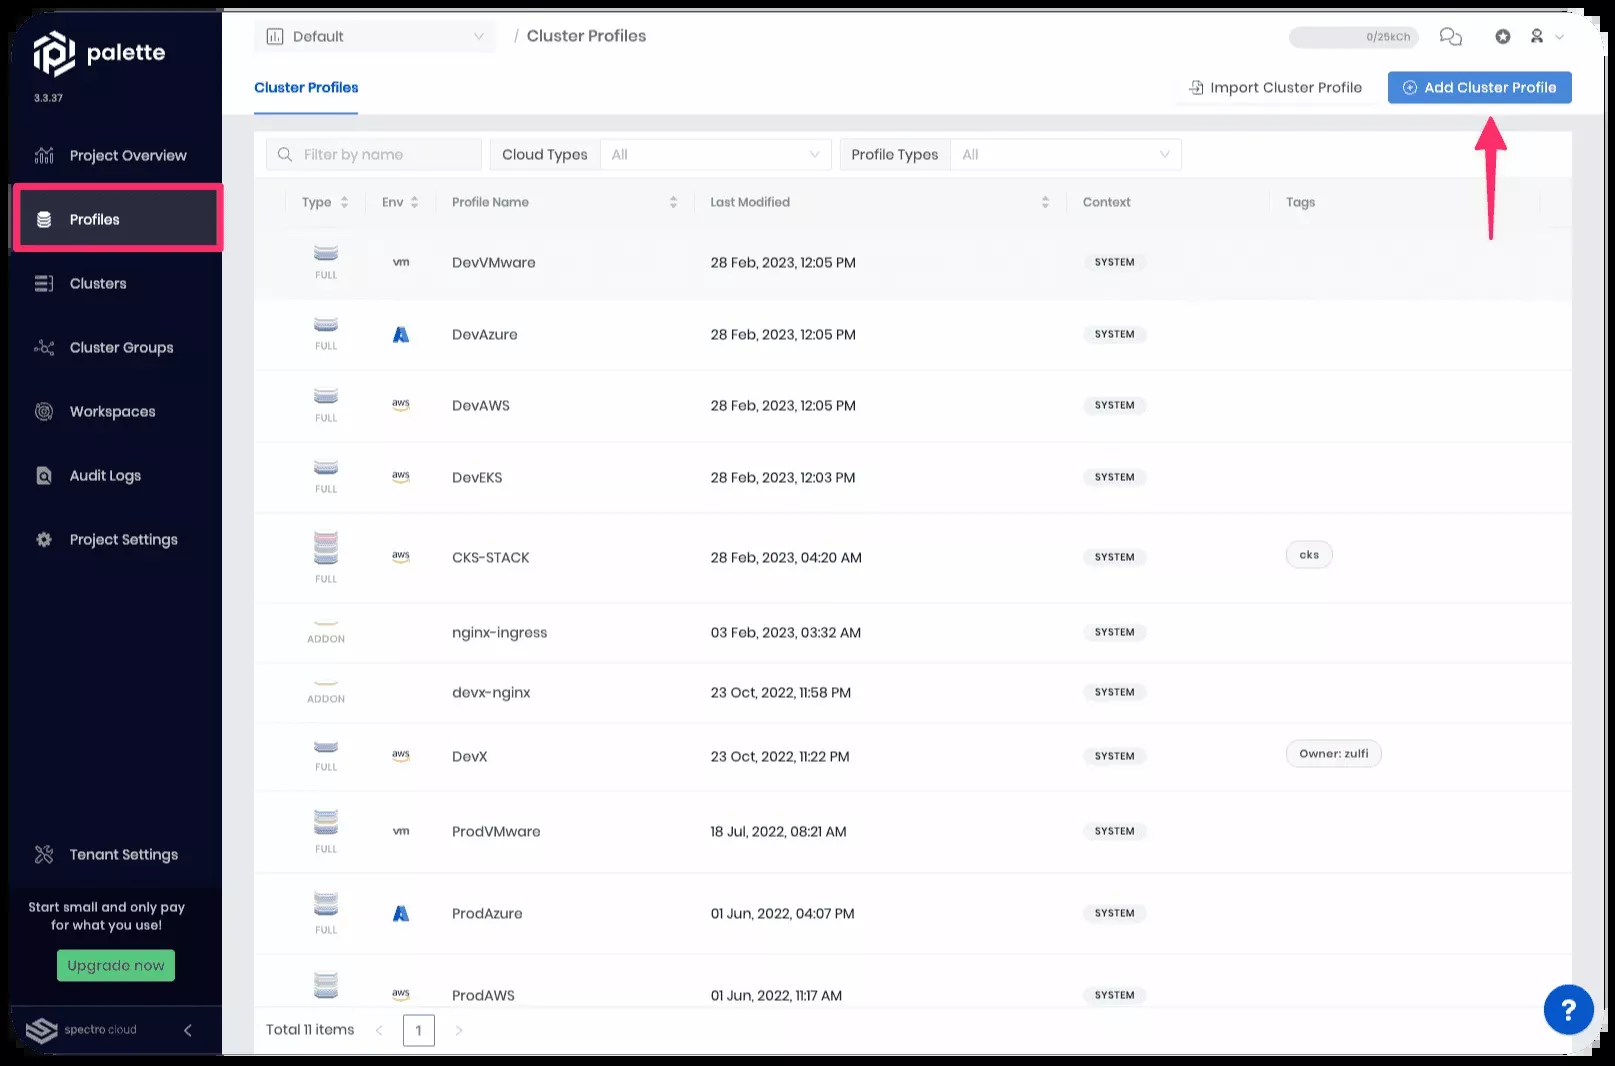 palette
3.3.37
Project Overview
Profiles
Clusters
Cluster Groups
Workspaces
Audit Logs
Project Settings
Tenant Settings
Start small and only pay
for what you use!
Upgrade now
spectro cloud
Default / Cluster Profiles
0/25kCh
Cluster Profiles
Import Cluster Profile
Add Cluster Profile
Filter by name Cloud Types All Profile Types All
Type Env Profile Name Last Modified Context Tags
FULL vm DevVMware 28 Feb, 2023, 12:05 PM SYSTEM
FULL DevAzure 28 Feb, 2023, 12:05 PM SYSTEM
FULL aws DevAWS 28 Feb, 2023, 12:05 PM SYSTEM
FULL aws DevEKS 28 Feb, 2023, 12:03 PM SYSTEM
FULL aws CKS-STACK 28 Feb, 2023, 04:20 AM SYSTEM cks
ADDON nginx-ingress 03 Feb, 2023, 03:32 AM SYSTEM
ADDON devx-nginx 23 Oct, 2022, 11:58 PM SYSTEM
FULL aws DevX 23 Oct, 2022, 11:22 PM SYSTEM Owner: zulfi
FULL vm ProdVMware 18 Jul, 2022, 08:21 AM SYSTEM
FULL ProdAzure 01 Jun, 2022, 04:07 PM SYSTEM
aws ProdAWS 01 Jun, 2022, 11:17 AM SYSTEM
Total 11 items < 1 >
?